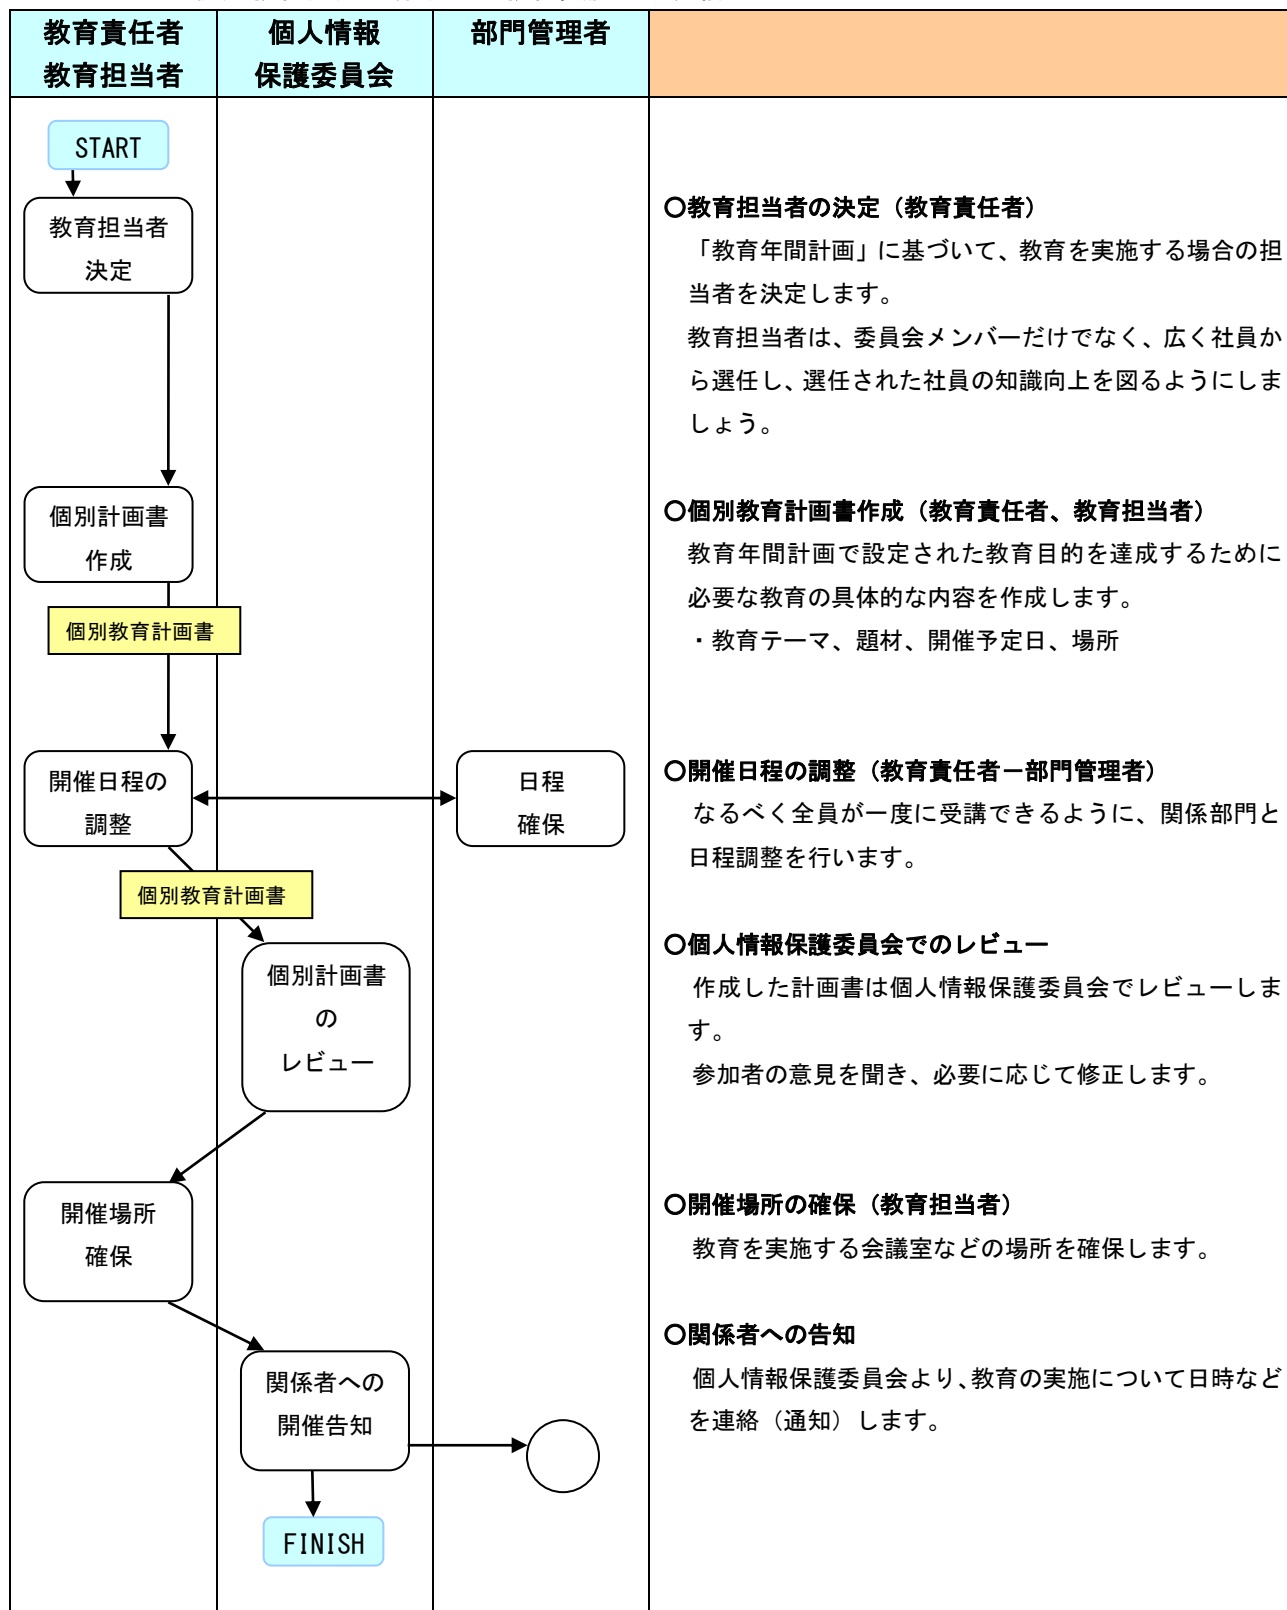 教育責任者
教育担当者
個人情報
保護委員会
部門管理者
START
教育担当者
決定
個別計画書
作成
個別教育計画書
開催日程の
調整
日程
確保
個別教育計画書
個別計画書
の
レビュー
開催場所
確保
関係者への
開催告知
FINISH
○教育担当者の決定（教育責任者）
「教育年間計画」に基づいて、教育を実施する場合の担
当者を決定します。
教育担当者は、委員会メンバーだけでなく、広く社員か
ら選任し、選任された社員の知識向上を図るようにしま
しょう。
○個別教育計画書作成（教育責任者、教育担当者）
教育年間計画で設定された教育目的を達成するために
必要な教育の具体的な内容を作成します。
・教育テーマ、題材、開催予定日、場所
○開催日程の調整（教育責任者－部門管理者）
なるべく全員が一度に受講できるように、関係部門と
日程調整を行います。
○個人情報保護委員会でのレビュー
作成した計画書は個人情報保護委員会でレビューしま
す。
参加者の意見を聞き、必要に応じて修正します。
○開催場所の確保（教育担当者）
教育を実施する会議室などの場所を確保します。
○関係者への告知
個人情報保護委員会より、教育の実施について日時など
を連絡（通知）します。